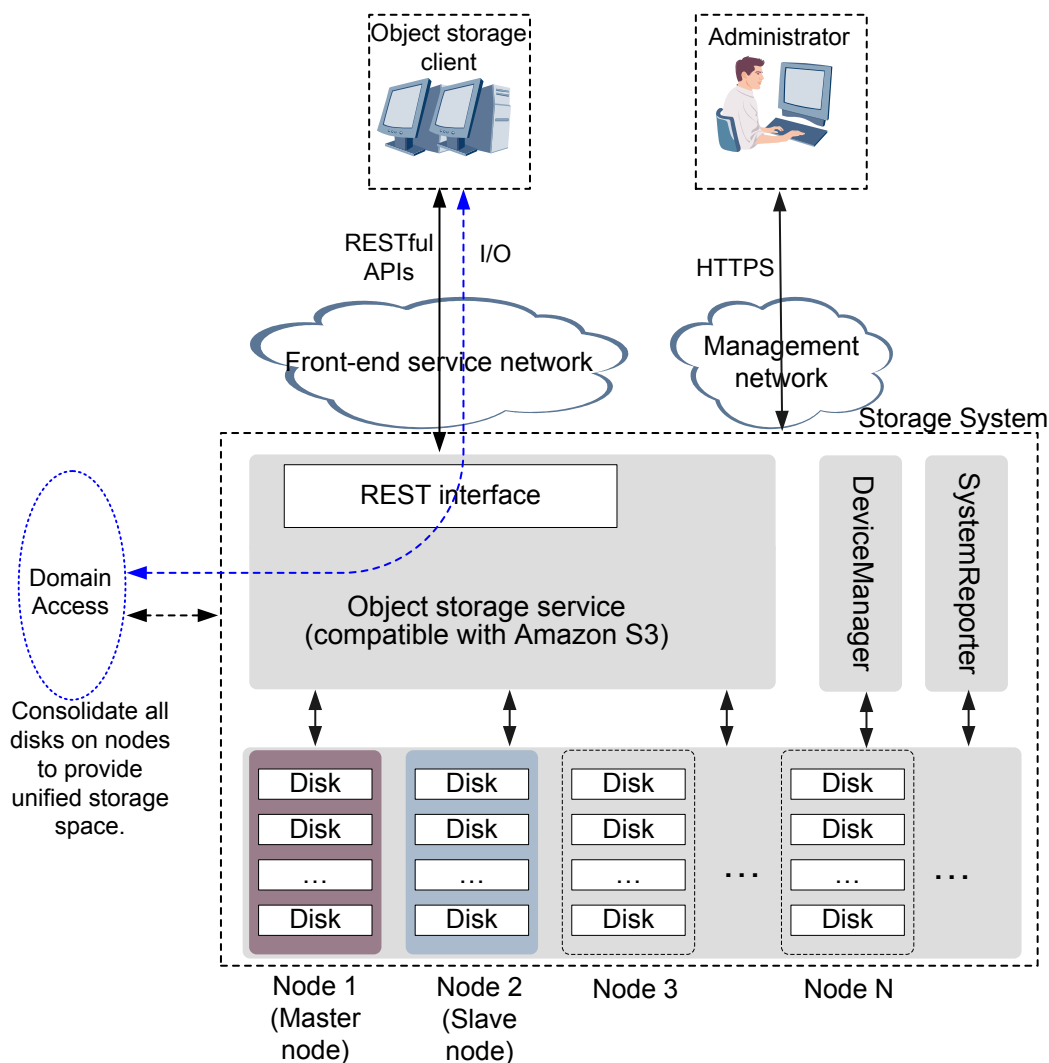 Object storage
client
Administrator
RESTful
APIs
I/O
HTTPS
Front-end service network
Management
network
Storage System
REST interface
DeviceManager
SystemReporter
Domain
Access
Object storage service
(compatible with Amazon S3)
Consolidate all
disks on nodes
to provide
unified storage
space.
Disk
Disk
...
Disk
Disk
Disk
...
Disk
Disk
Disk
...
Disk
...
Disk
Disk
...
Disk
...
Node 1
(Master
node)
Node 2
(Slave
node)
Node 3
Node N